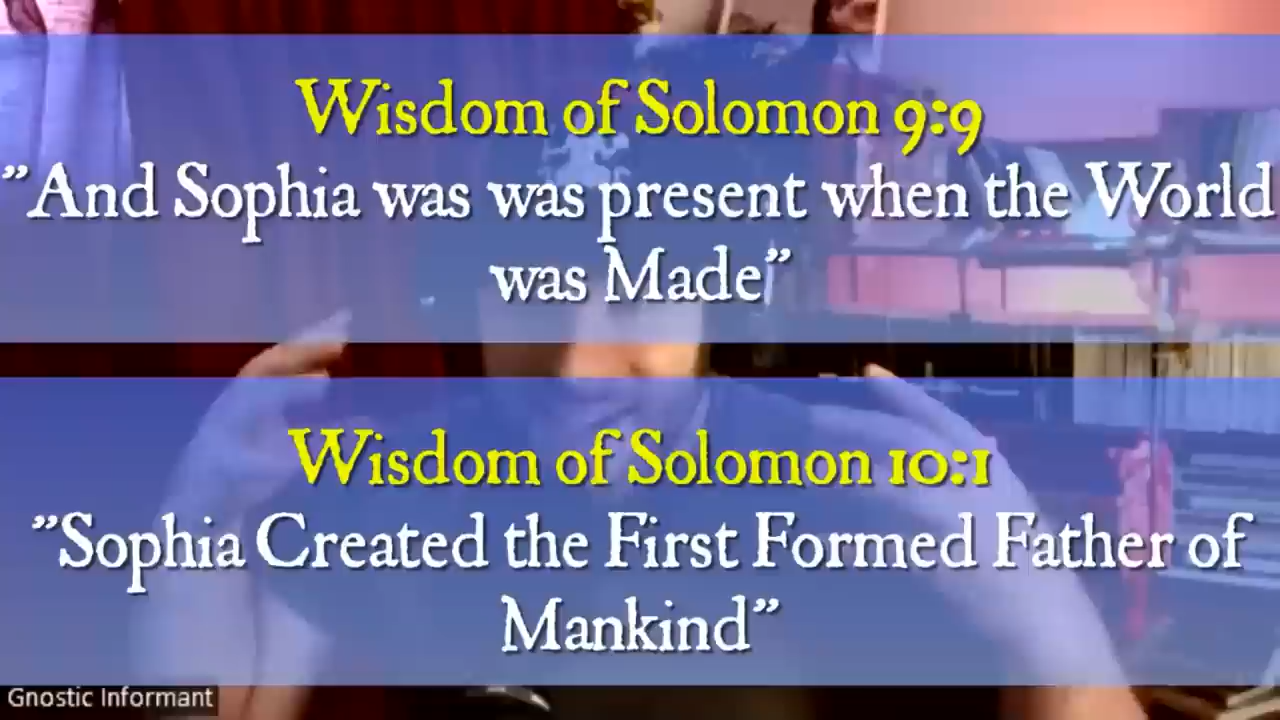 Wisdom of Solomon 9:9
"And Sophia was was present when the World
was Made"
Wisdom of Solomon 10:1
"Sophia Created the First Formed Father of
Mankind"
Gnostic Informant